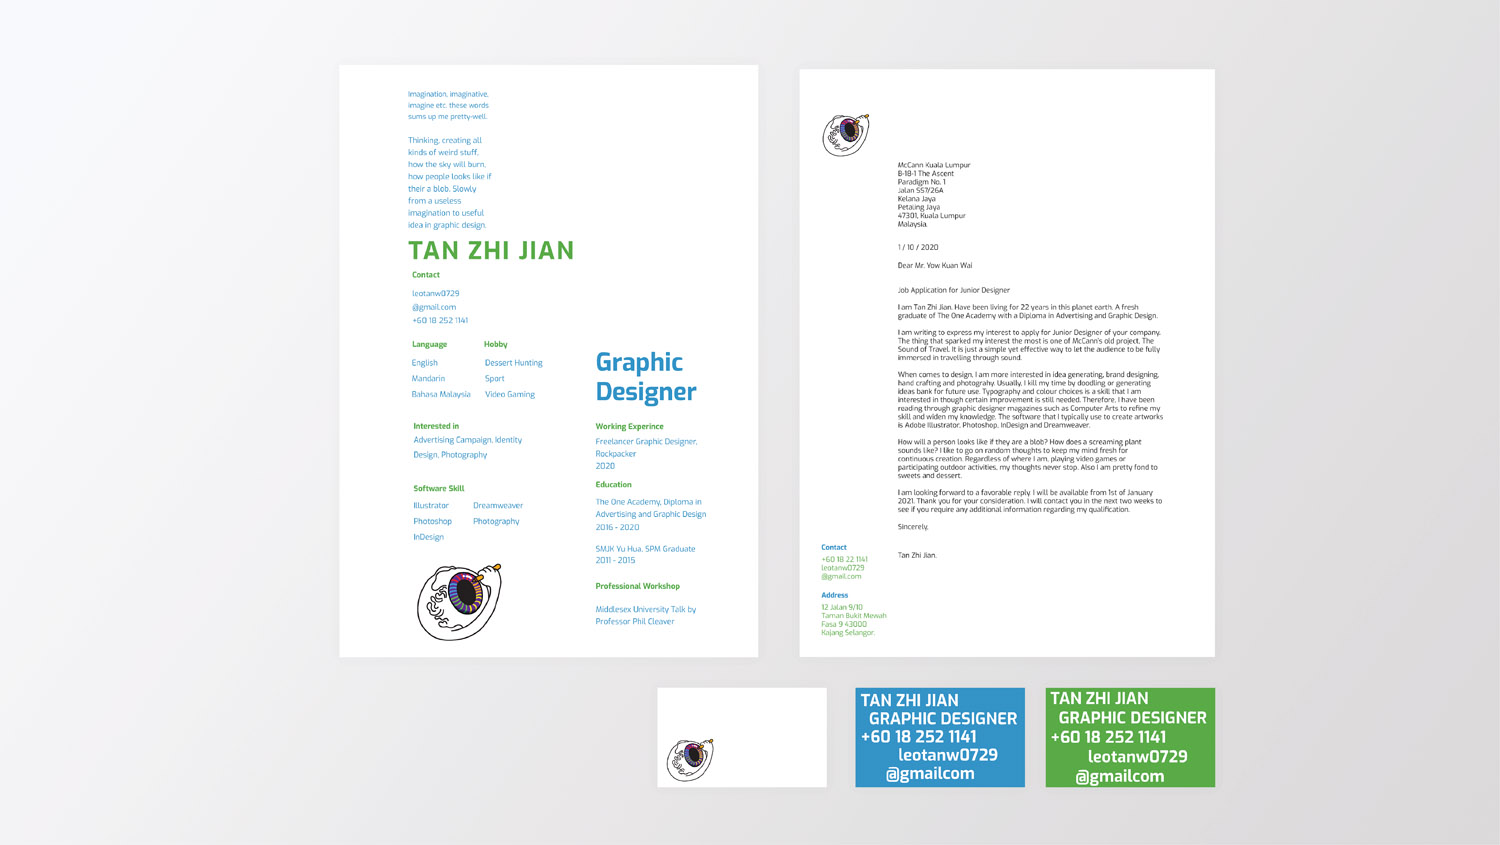 Imagination, imaginative,
imagine etc. these words
sums up me pretty-well.
Thinking, creating all
kinds of weird stuff,
how the sky will burn,
how people looks like if
their a blob. Slowly
from a useless
imagination to useful
idea in graphic design.
TAN ZHI JIAN
Contact
leotanw0729
@gmail.com
+60 18 252 1141
Language
English
Mandarin
Bahasa Malaysia
Hobby
Dessert Hunting
Sport
Video Gaming
Interested in
Advertising Campaign, Identity
Design, Photography
Software Skill
Illustrator
Photoshop
InDesign
Dreamweaver
Photography
Graphic
Designer
Working Experince
Freelancer Graphic Designer,
Rockpacker
2020
Education
The One Academy, Diploma in
Advertising and Graphic Design
2016 - 2020
SMJK Yu Hua. SPM Graduate
2011 - 2015
Professional Workshop
Middlesex University Talk by
Professor Phil Cleaver
McCann Kuala Lumpur
B-18-1 The Ascent
Paradigm No. 1
Jalan SS7/26A
Kelana Jaya
Petaling Jaya
47301, Kuala Lumpur
Malaysia.
1 / 10 / 2020
Dear Mr. Yow Kuan Wai
Job Application for Junior Designer
I am Tan Zhi Jian. Have been living for 22 years in this planet earth. A fresh
graduate of The One Academy with a Diploma in Advertising and Graphic Design.
I am writing to express my interest to apply for Junior Designer of your company.
The thing that sparked my interest the most is one of McCann's old project, The
Sound of Travel. It is just a simple yet effective way to let the audience to be fully
immersed in travelling through sound.
When comes to design, I am more interested in idea generating, brand designing,
hand crafting and photograhy. Usually, I kill my time by doodling or generating
ideas bank for future use. Typography and colour choices is a skill that I am
interested in though certain improvement is still needed. Therefore, I have been
reading through graphic designer magazines such as Computer Arts to refine my
skill and widen my knowledge. The software that I typically use to create artworks
is Adobe Illustrator, Photoshop, InDesign and Dreamweaver.
How will a person looks like if they are a blob? How does a screaming plant
sounds like? I like to go on random thoughts to keep my mind fresh for
continuous creation. Regardless of where I am, playing video games or
participating outdoor activities, my thoughts never stop. Also I am pretty fond to
sweets and dessert.
I am looking forward to a favorable reply. I will be available from 1st of January
2021. Thank you for your consideration. I will contact you in the next two weeks to
see if you require any additional information regarding my qualification.
Sincerely,
Tan Zhi Jian.
Contact
+60 18 22 1141
leotanw0729
@gmail.com
Address
12 Jalan 9/10
Taman Bukit Mewah
Fasa 9 43000
Kajang Selangor.
TAN ZHI JIAN
GRAPHIC DESIGNER
+60 18 252 1141
leotanw0729
@gmailcom
TAN ZHI JIAN
GRAPHIC DESIGNER
+60 18 252 1141
leotanw0729
@gmailcom